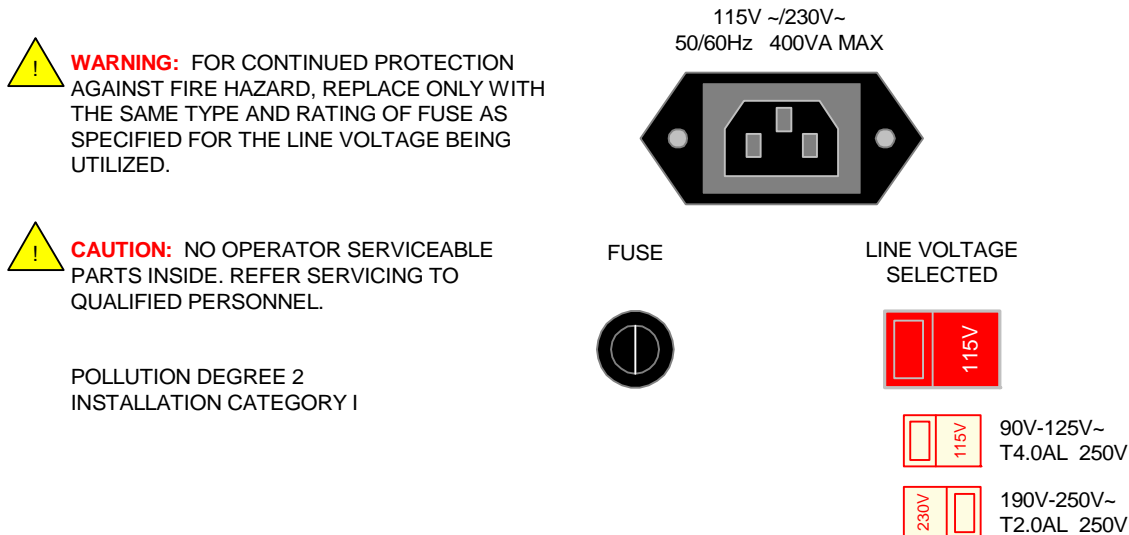 115V ~/230V~
50/60Hz 400VA MAX
! WARNING: FOR CONTINUED PROTECTION
AGAINST FIRE HAZARD, REPLACE ONLY WITH
THE SAME TYPE AND RATING OF FUSE AS
SPECIFIED FOR THE LINE VOLTAGE BEING
UTILIZED.
! CAUTION: NO OPERATOR SERVICEABLE
PARTS INSIDE. REFER SERVICING TO
QUALIFIED PERSONNEL.
POLLUTION DEGREE 2
INSTALLATION CATEGORY I
FUSE
LINE VOLTAGE
SELECTED
115V
115V
90V-125V~
T4.0AL 250V
230V
190V-250V~
T2.0AL 250V